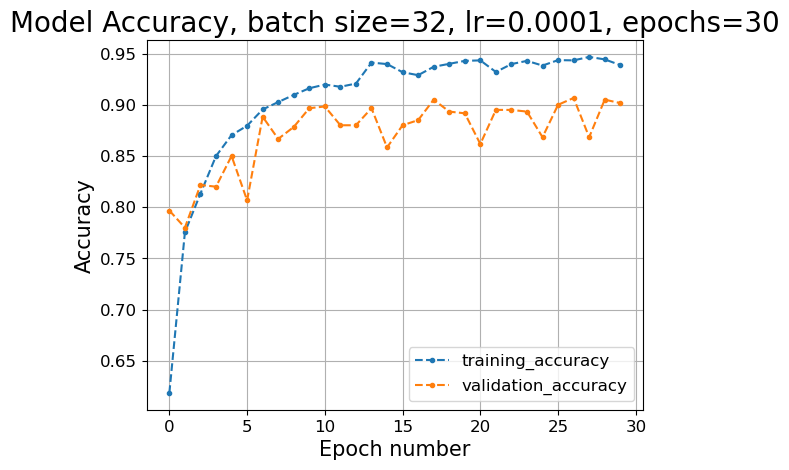 Model Accuracy, batch size=32, lr=0.0001, epochs=30
0.95
0.90
0.85
0.80
0.75
0.70
0.65
Accuracy
training_accuracy
validation_accuracy
0 5 10 15 20 25 30
Epoch number